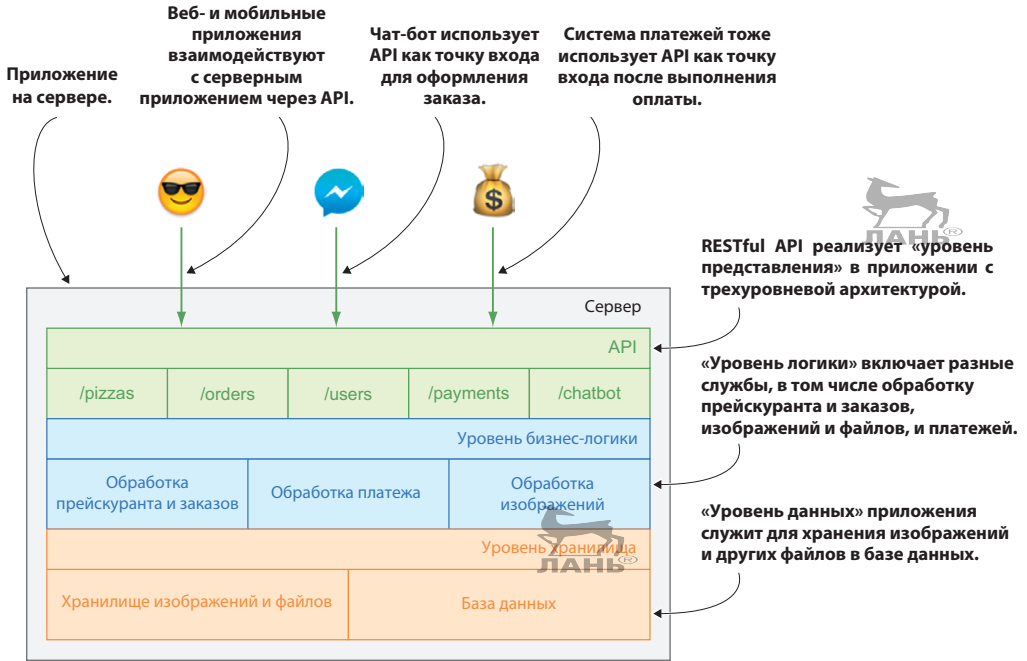 Приложение
на сервере.
Веб- и мобильные
приложения
взаимодействуют
с серверным
приложением через API.
Чат-бот использует
API как точку входа
для оформления
заказа.
Система платежей тоже
использует API как точку
входа после выполнения
оплаты.
$
ЛАНЬ®
RESTful API реализует «уровень
представления» в приложении с
трехуровневой архитектурой.
Сервер
API
/pizzas
/orders
/users
/payments
/chatbot
«Уровень логики» включает разные
службы, в том числе обработку
прейскуранта и заказов,
изображений и файлов, и платежей.
Уровень бизнес-логики
Обработка
прейскуранта и заказов
Обработка платежа
Обработка
изображений
«Уровень данных» приложения
служит для хранения изображений
и других файлов в базе данных.
Уровень хранилища
ЛАНЬ®
Хранилище изображений и файлов
База данных